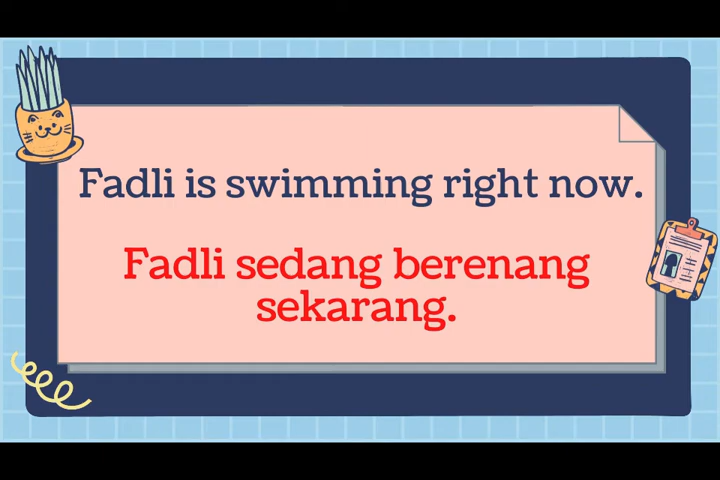 Fadli is swimming right now.
Fadli sedang berenang
sekarang.